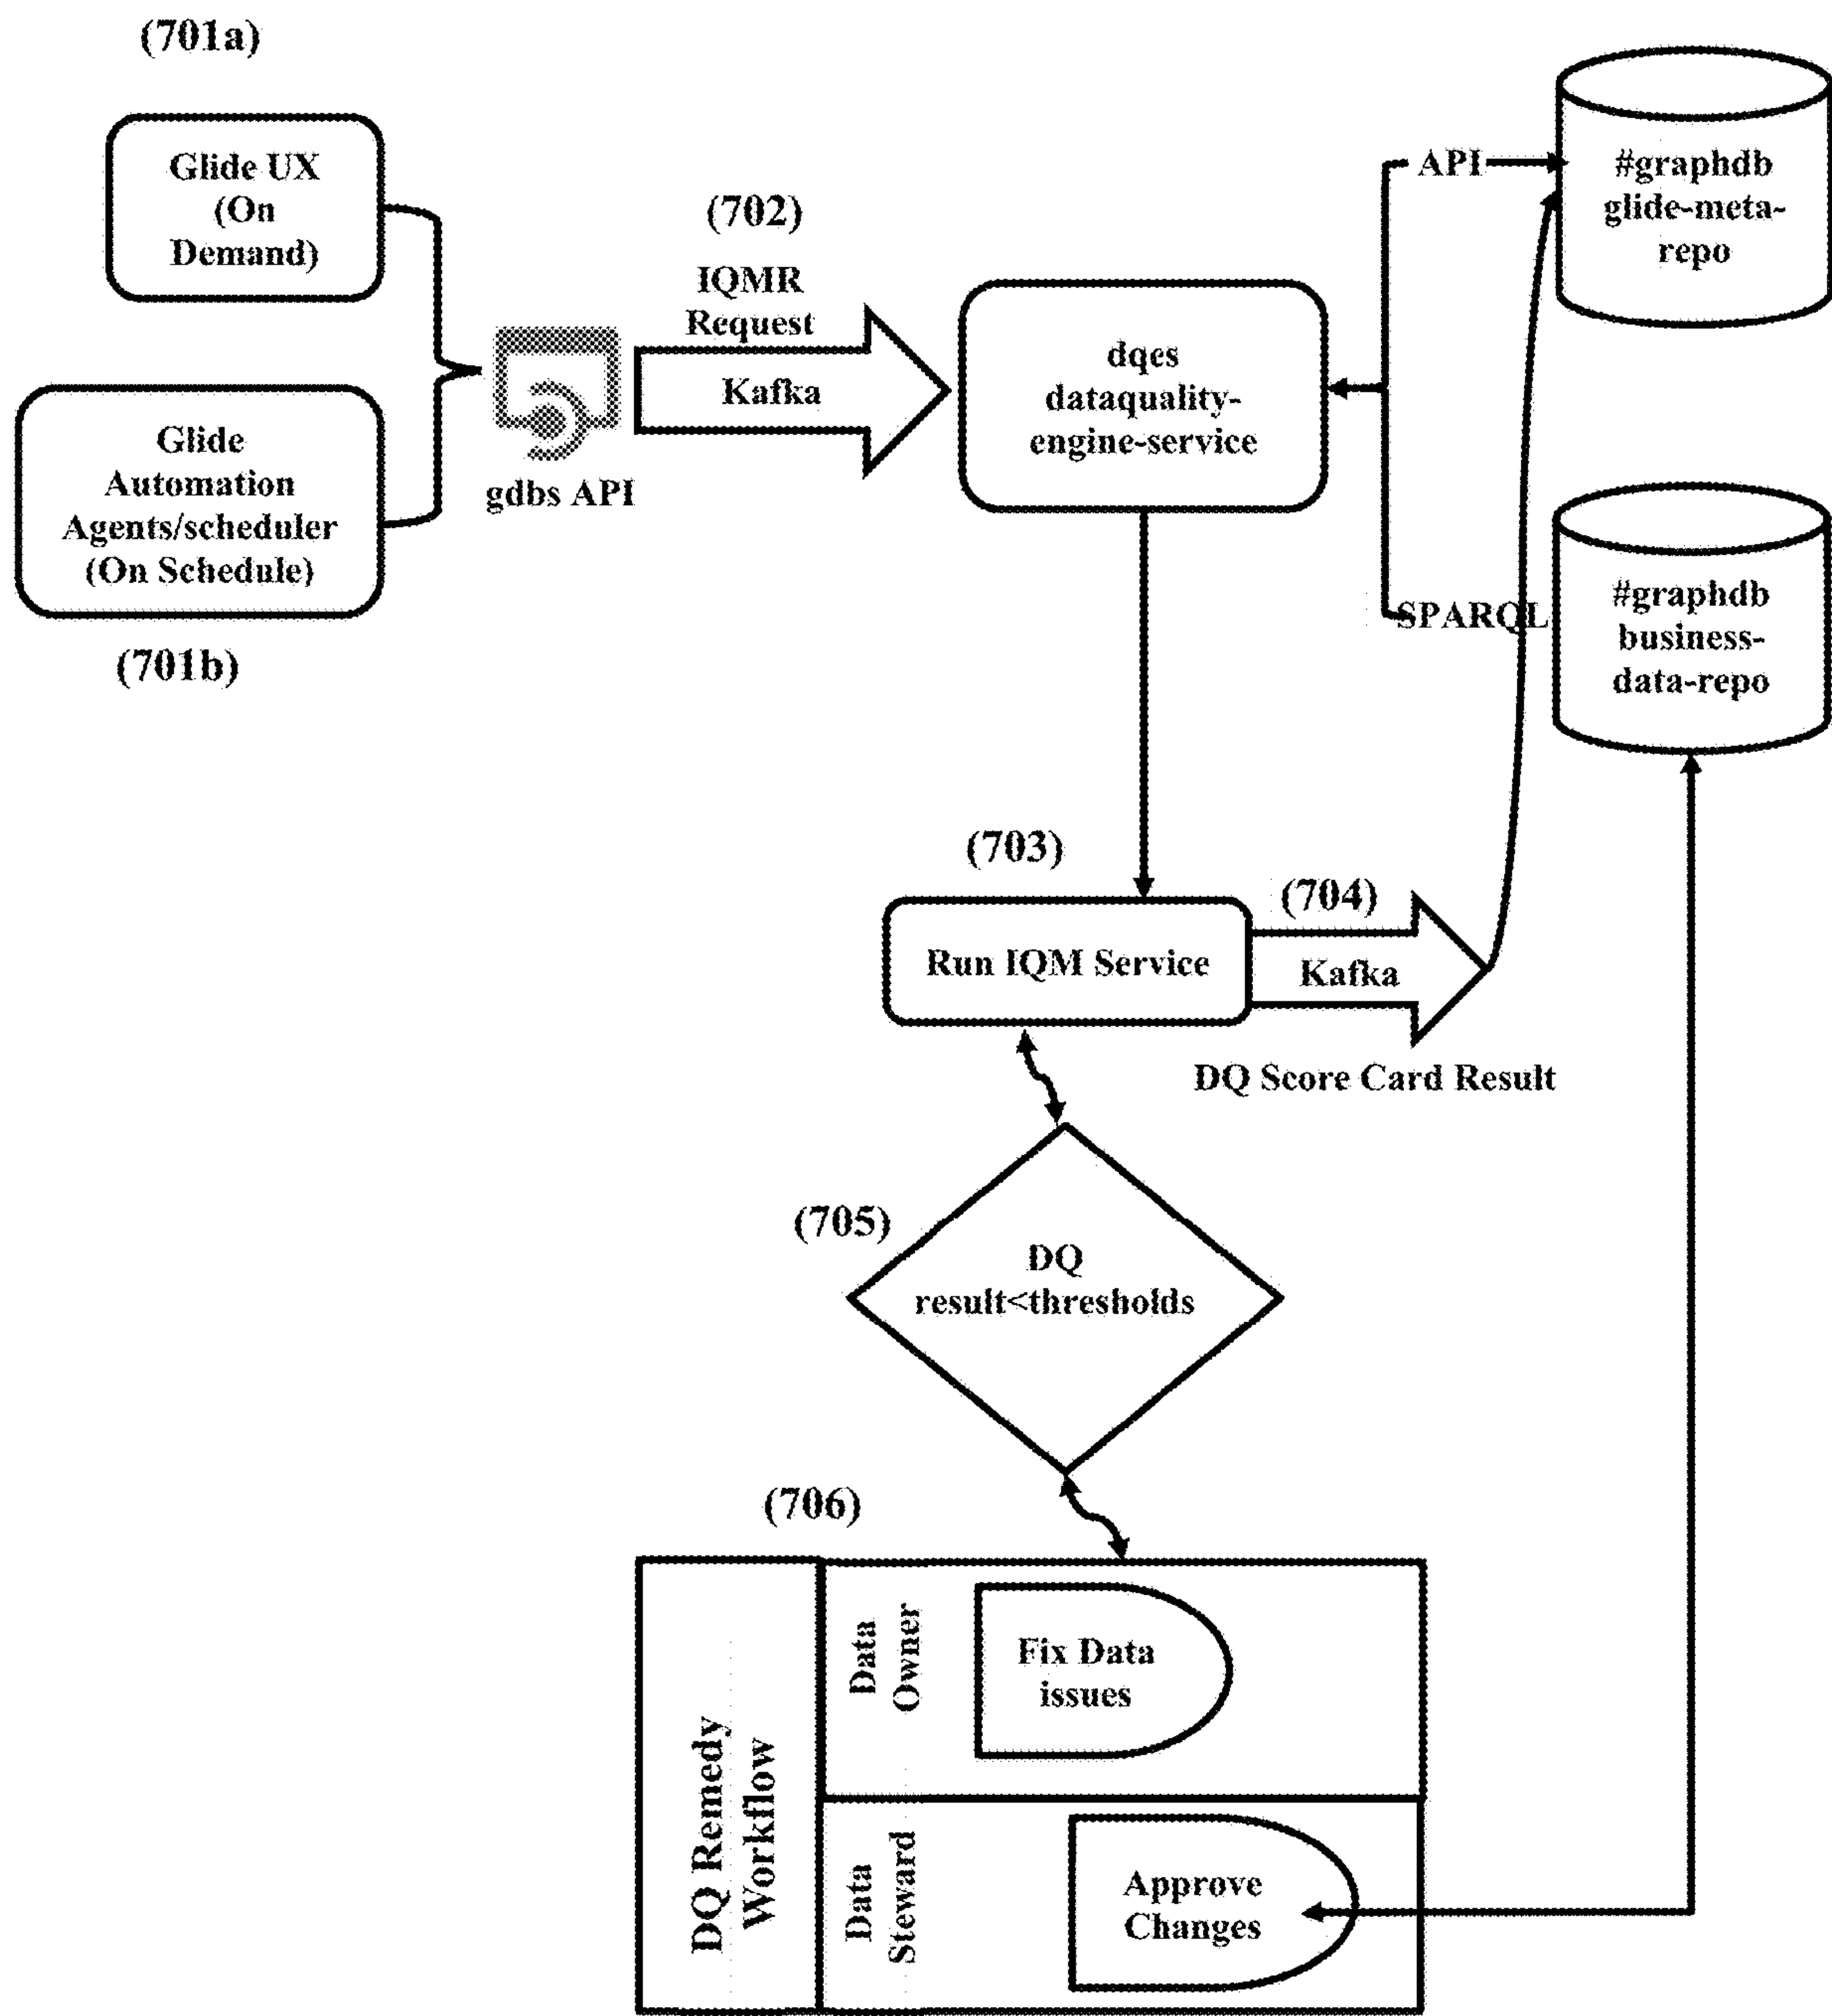 (701a)
Glide UX
(On
Demand)
Glide
Automation
Agents/scheduler
(On Schedule)
(701b)
gdbs API
(702)
IQMR
Request
Kafka
dqes
dataquality-
engine-service
API
#graphdb
glide-meta-
repo
SPARQL
#graphdb
business-
data-repo
(703)
Run IQM Service
(704)
Kafka
DQ Score Card Result
(705)
DQ
result<thresholds
(706)
DQ Remedy
Workflow
Data
Owner
Fix Data
issues
Data
Steward
Approve
Changes